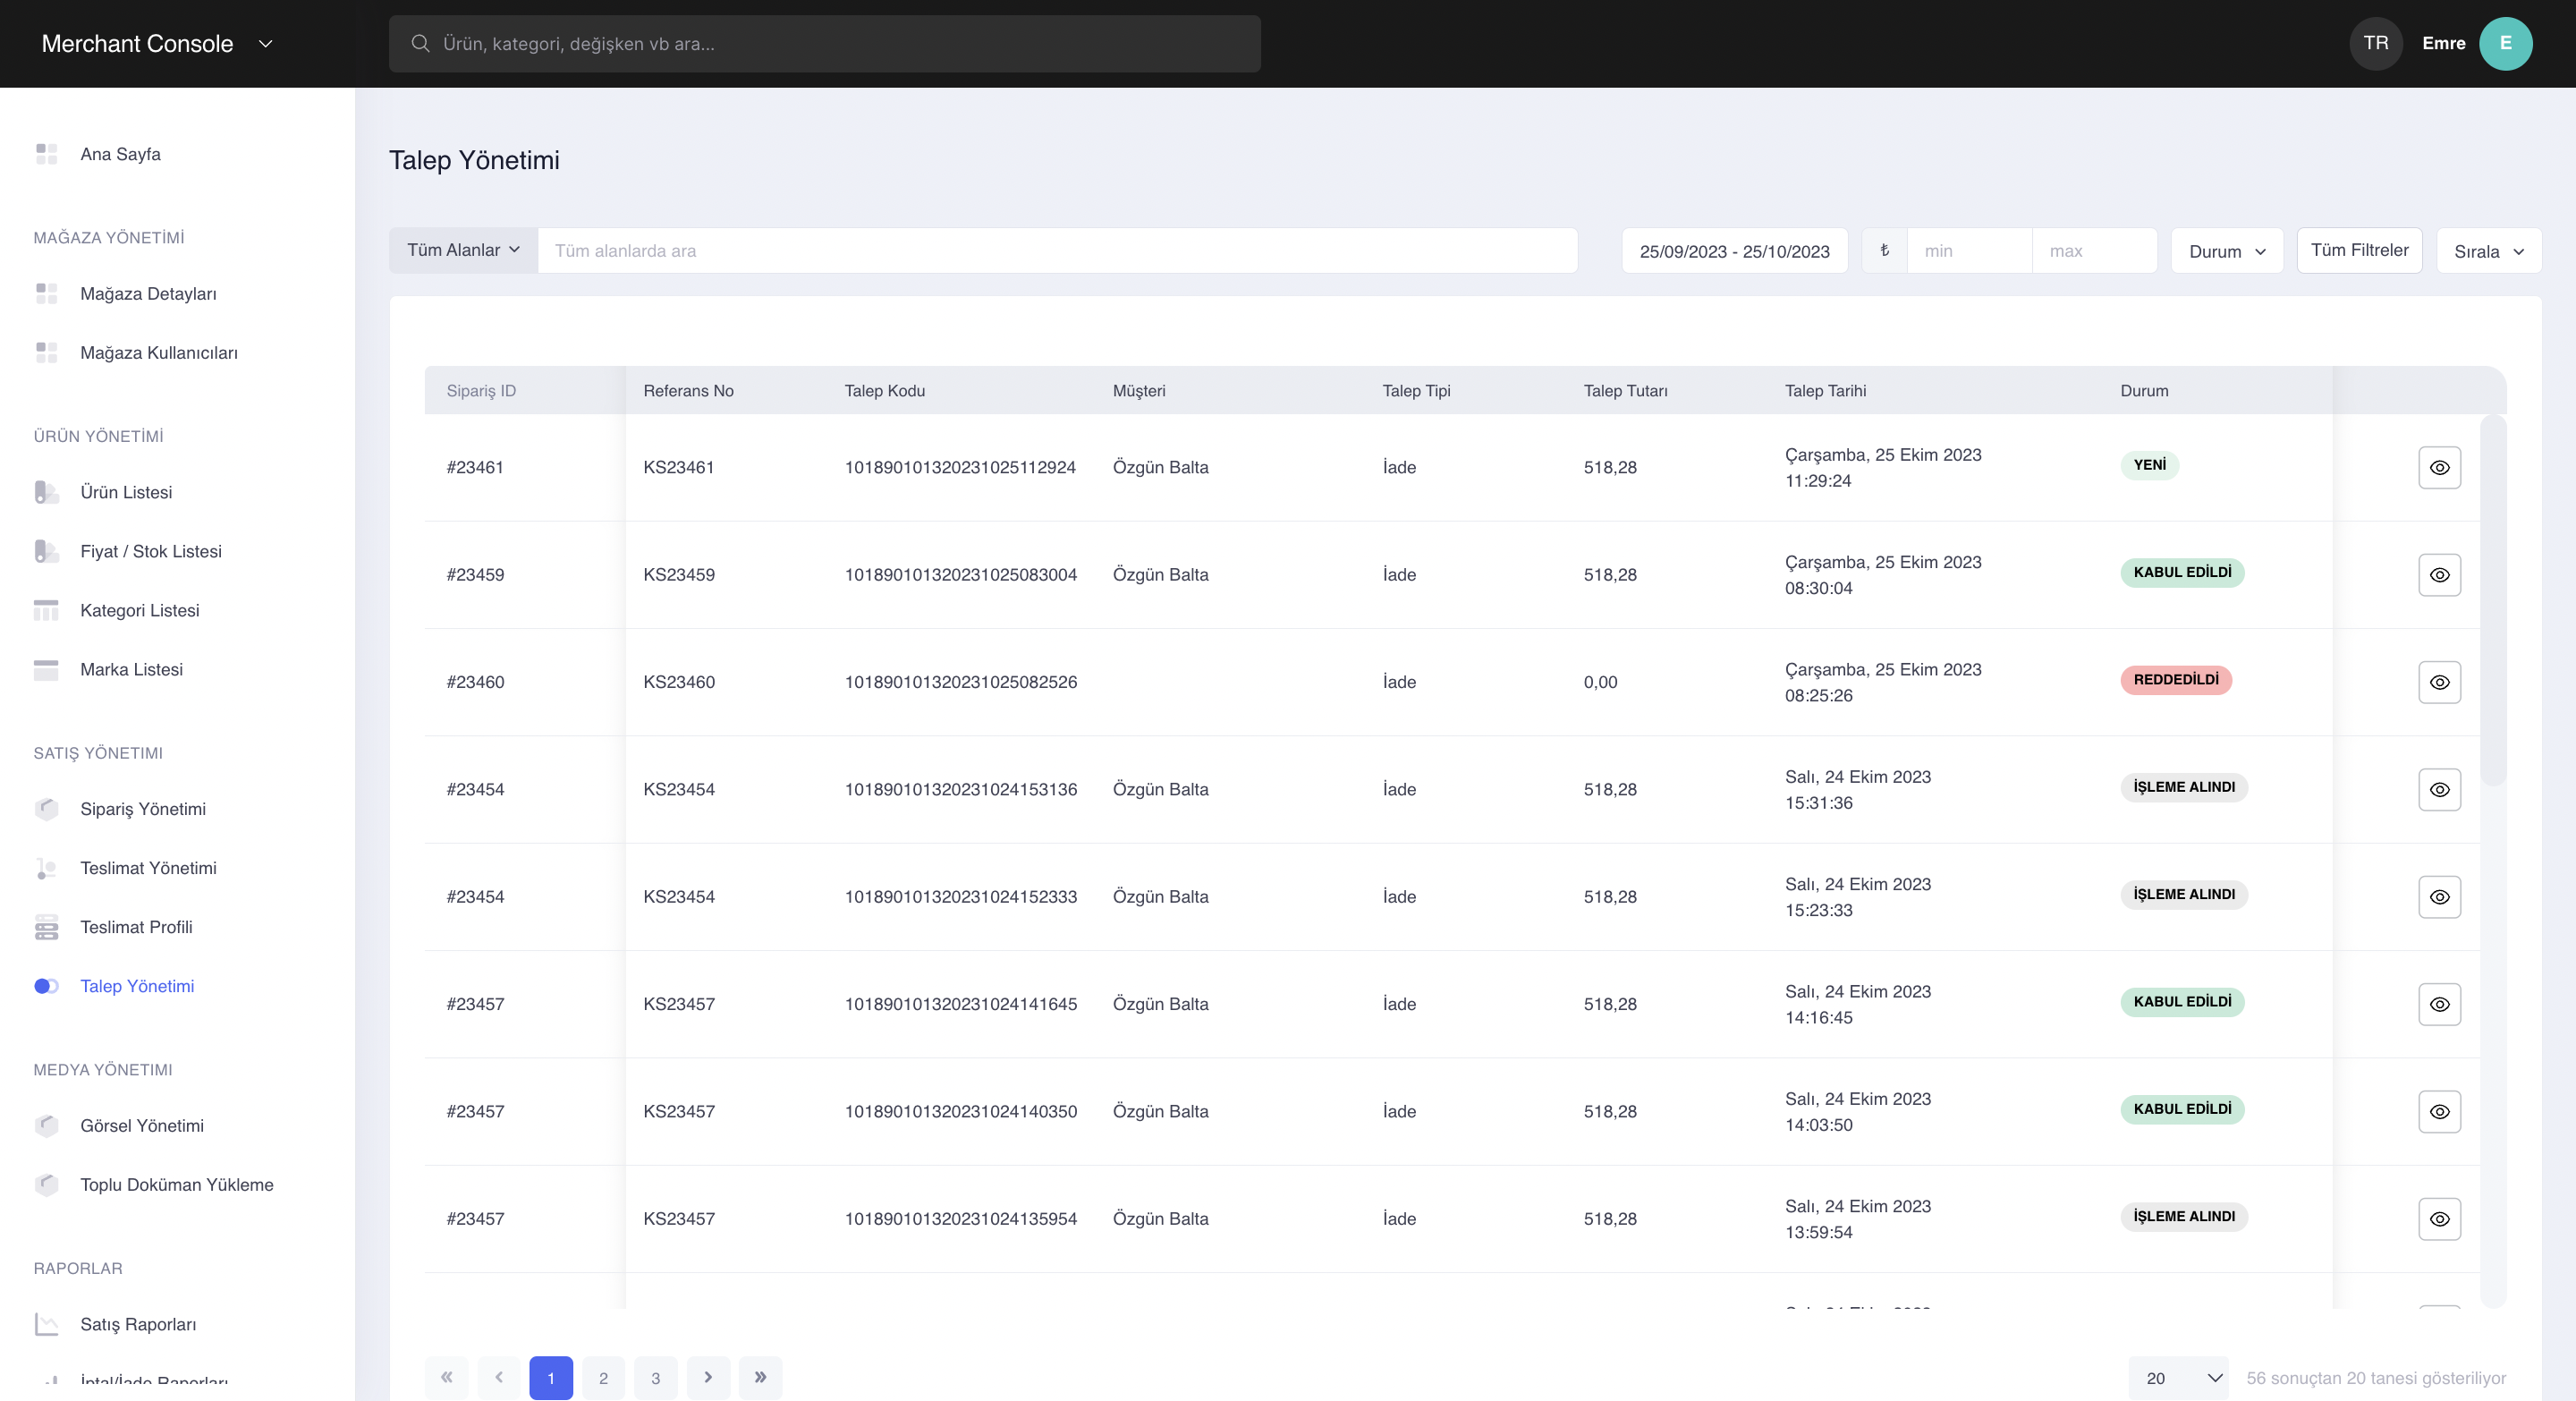 Merchant Console
Ürün, kategori, değişken vb ara...
TR
Emre
E
Ana Sayfa
MAĞAZA YÖNETİMİ
Mağaza Detayları
Mağaza Kullanıcıları
ÜRÜN YÖNETİMİ
Ürün Listesi
Fiyat / Stok Listesi
Kategori Listesi
Marka Listesi
SATIŞ YÖNETIMI
Sipariş Yönetimi
Teslimat Yönetimi
Teslimat Profili
Talep Yönetimi
MEDYA YÖNETIMI
Görsel Yönetimi
Toplu Doküman Yükleme
RAPORLAR
Satış Raporları
İptal/İade Raporları
Talep Yönetimi
Tüm Alanlar
Tüm alanlarda ara
25/09/2023 - 25/10/2023
₺
min
max
Durum
Tüm Filtreler
Sırala
Sipariş ID Referans No Talep Kodu Müşteri Talep Tipi Talep Tutarı Talep Tarihi Durum
#23461 KS23461 101890101320231025112924 Özgün Balta İade 518,28 Çarşamba, 25 Ekim 2023 YENİ
11:29:24
#23459 KS23459 101890101320231025083004 Özgün Balta İade 518,28 Çarşamba, 25 Ekim 2023 KABUL EDİLDİ
08:30:04
#23460 KS23460 101890101320231025082526 İade 0,00 Çarşamba, 25 Ekim 2023 REDDEDİLDİ
08:25:26
#23454 KS23454 101890101320231024153136 Özgün Balta İade 518,28 Salı, 24 Ekim 2023 İŞLEME ALINDI
15:31:36
#23454 KS23454 101890101320231024152333 Özgün Balta İade 518,28 Salı, 24 Ekim 2023 İŞLEME ALINDI
15:23:33
#23457 KS23457 101890101320231024141645 Özgün Balta İade 518,28 Salı, 24 Ekim 2023 KABUL EDİLDİ
14:16:45
#23457 KS23457 101890101320231024140350 Özgün Balta İade 518,28 Salı, 24 Ekim 2023 KABUL EDİLDİ
14:03:50
#23457 KS23457 101890101320231024135954 Özgün Balta İade 518,28 Salı, 24 Ekim 2023 İŞLEME ALINDI
13:59:54
« ‹ 1 2 3 › »
20
56 sonuçtan 20 tanesi gösteriliyor